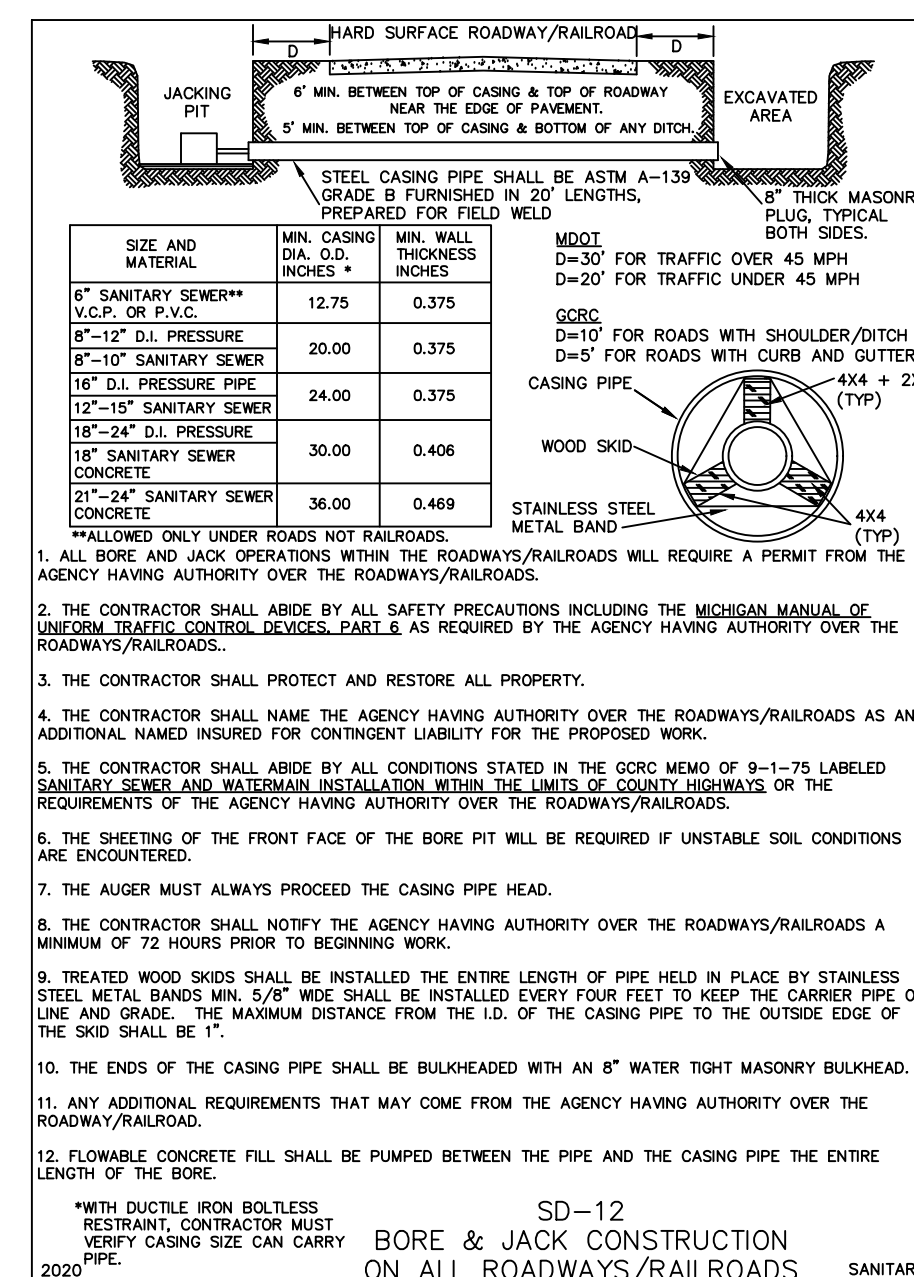 HARD SURFACE ROADWAY/RAILROAD
D
D
JACKING
PIT
6' MIN. BETWEEN TOP OF CASING & TOP OF ROADWAY
NEAR THE EDGE OF PAVEMENT.
5' MIN. BETWEEN TOP OF CASING & BOTTOM OF ANY DITCH.
EXCAVATED
AREA
STEEL CASING PIPE SHALL BE ASTM A-139
GRADE B FURNISHED IN 20' LENGTHS,
PREPARED FOR FIELD WELD
8" THICK MASONR
PLUG, TYPICAL
BOTH SIDES.
SIZE AND
MATERIAL
MIN. CASING
DIA. O.D.
INCHES *
MIN. WALL
THICKNESS
INCHES
6" SANITARY SEWER**
V.C.P. OR P.V.C.
12.75
0.375
8"-12" D.I. PRESSURE
8"-10" SANITARY SEWER
20.00
0.375
16" D.I. PRESSURE PIPE
12"-15" SANITARY SEWER
24.00
0.375
18"-24" D.I. PRESSURE
18" SANITARY SEWER
CONCRETE
30.00
0.406
21"-24" SANITARY SEWER
CONCRETE
36.00
0.469
**ALLOWED ONLY UNDER ROADS NOT RAILROADS.
MDOT
D=30' FOR TRAFFIC OVER 45 MPH
D=20' FOR TRAFFIC UNDER 45 MPH
GCRC
D=10' FOR ROADS WITH SHOULDER/DITCH
D=5' FOR ROADS WITH CURB AND GUTTER
CASING PIPE
4X4 + 2X
(TYP)
WOOD SKID
STAINLESS STEEL
METAL BAND
4X4
(TYP)
1. ALL BORE AND JACK OPERATIONS WITHIN THE ROADWAYS/RAILROADS WILL REQUIRE A PERMIT FROM THE
AGENCY HAVING AUTHORITY OVER THE ROADWAYS/RAILROADS.
2. THE CONTRACTOR SHALL ABIDE BY ALL SAFETY PRECAUTIONS INCLUDING THE MICHIGAN MANUAL OF
UNIFORM TRAFFIC CONTROL DEVICES, PART 6 AS REQUIRED BY THE AGENCY HAVING AUTHORITY OVER THE
ROADWAYS/RAILROADS..
3. THE CONTRACTOR SHALL PROTECT AND RESTORE ALL PROPERTY.
4. THE CONTRACTOR SHALL NAME THE AGENCY HAVING AUTHORITY OVER THE ROADWAYS/RAILROADS AS AN
ADDITIONAL NAMED INSURED FOR CONTINGENT LIABILITY FOR THE PROPOSED WORK.
5. THE CONTRACTOR SHALL ABIDE BY ALL CONDITIONS STATED IN THE GCRC MEMO OF 9-1-75 LABELED
SANITARY SEWER AND WATERMAIN INSTALLATION WITHIN THE LIMITS OF COUNTY HIGHWAYS OR THE
REQUIREMENTS OF THE AGENCY HAVING AUTHORITY OVER THE ROADWAYS/RAILROADS.
6. THE SHEETING OF THE FRONT FACE OF THE BORE PIT WILL BE REQUIRED IF UNSTABLE SOIL CONDITIONS
ARE ENCOUNTERED.
7. THE AUGER MUST ALWAYS PROCEED THE CASING PIPE HEAD.
8. THE CONTRACTOR SHALL NOTIFY THE AGENCY HAVING AUTHORITY OVER THE ROADWAYS/RAILROADS A
MINIMUM OF 72 HOURS PRIOR TO BEGINNING WORK.
9. TREATED WOOD SKIDS SHALL BE INSTALLED THE ENTIRE LENGTH OF PIPE HELD IN PLACE BY STAINLESS
STEEL METAL BANDS MIN. 5/8" WIDE SHALL BE INSTALLED EVERY FOUR FEET TO KEEP THE CARRIER PIPE O
LINE AND GRADE. THE MAXIMUM DISTANCE FROM THE I.D. OF THE CASING PIPE TO THE OUTSIDE EDGE OF
THE SKID SHALL BE 1".
10. THE ENDS OF THE CASING PIPE SHALL BE BULKHEADED WITH AN 8" WATER TIGHT MASONRY BULKHEAD.
11. ANY ADDITIONAL REQUIREMENTS THAT MAY COME FROM THE AGENCY HAVING AUTHORITY OVER THE
ROADWAY/RAILROAD.
12. FLOWABLE CONCRETE FILL SHALL BE PUMPED BETWEEN THE PIPE AND THE CASING PIPE THE ENTIRE
LENGTH OF THE BORE.
*WITH DUCTILE IRON BOLTLESS
RESTRAINT, CONTRACTOR MUST
VERIFY CASING SIZE CAN CARRY
PIPE.
2020
SD-12
BORE & JACK CONSTRUCTION
ON ALL ROADWAYS/RAILROADS
SANITAR